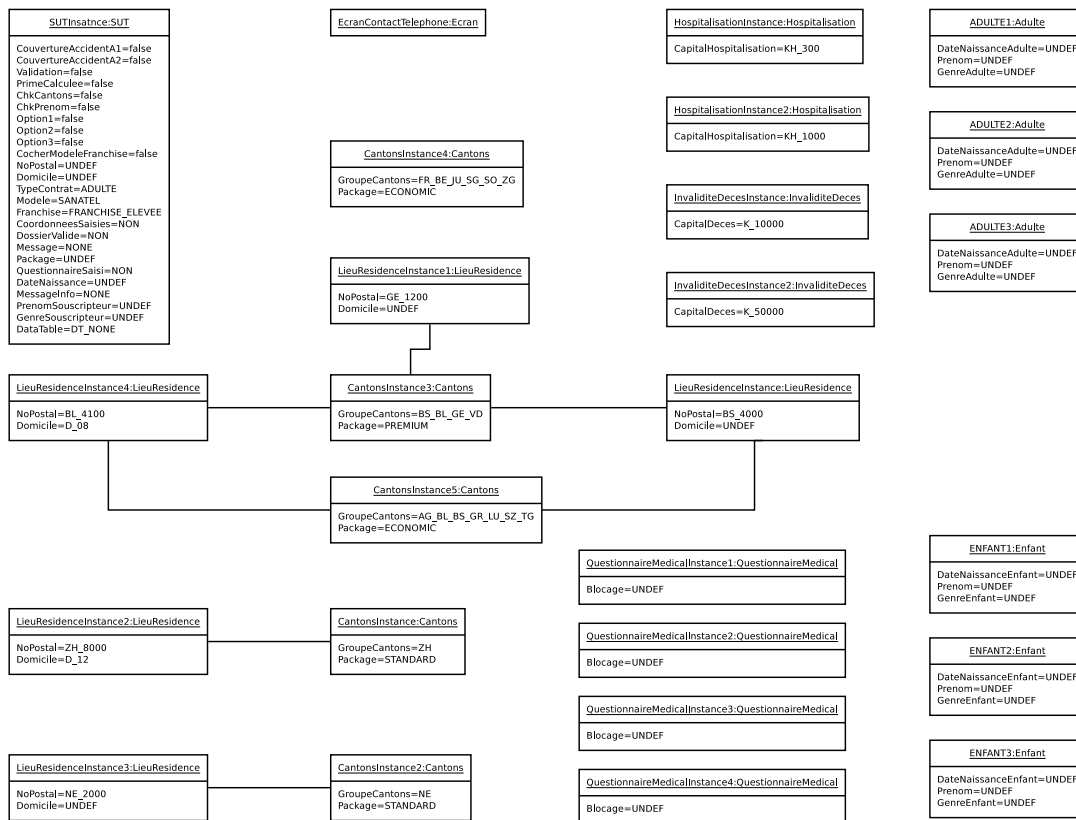 SUTInsatnce:SUT
CouvertureAccidentA1=false
CouvertureAccidentA2=false
Validation=false
PrimeCalculee=false
ChkCantons=false
ChkPrenom=false
Option1=false
Option2=false
Option3=false
CocherModeleFranchise=false
NoPostal=UNDEF
Domicile=UNDEF
TypeContrat=ADULTE
Modele=SANATEL
Franchise=FRANCHISE_ELEVEE
CoordonneesSaisies=NON
DossierValide=NON
Message=NONE
Package=UNDEF
QuestionnaireSaisi=NON
DateNaissance=UNDEF
MessageInfo=NONE
PrenomSouscripteur=UNDEF
GenreSouscripteur=UNDEF
DataTable=DT_NONE
EcranContactTelephone:Ecran
HospitalisationInstance:Hospitalisation
CapitalHospitalisation=KH_300
ADULTE1:Adulte
DateNaissanceAdulte=UNDEF
Prenom=UNDEF
GenreAdulte=UNDEF
HospitalisationInstance2:Hospitalisation
CapitalHospitalisation=KH_1000
ADULTE2:Adulte
DateNaissanceAdulte=UNDEF
Prenom=UNDEF
GenreAdulte=UNDEF
CantonsInstance4:Cantons
GroupeCantons=FR_BE_JU_SG_SO_ZG
Package=ECONOMIC
InvaliditeDecesInstance:InvaliditeDeces
CapitalDeces=K_10000
ADULTE3:Adulte
DateNaissanceAdulte=UNDEF
Prenom=UNDEF
GenreAdulte=UNDEF
LieuResidenceInstance1:LieuResidence
NoPostal=GE_1200
Domicile=UNDEF
InvaliditeDecesInstance2:InvaliditeDeces
CapitalDeces=K_50000
LieuResidenceInstance4:LieuResidence
NoPostal=BL_4100
Domicile=D_08
CantonsInstance3:Cantons
GroupeCantons=BS_BL_GE_VD
Package=PREMIUM
LieuResidenceInstance:LieuResidence
NoPostal=BS_4000
Domicile=UNDEF
CantonsInstance5:Cantons
GroupeCantons=AG_BL_BS_GR_LU_SZ_TG
Package=ECONOMIC
QuestionnaireMedicalInstance1:QuestionnaireMedical
Blocage=UNDEF
ENFANT1:Enfant
DateNaissanceEnfant=UNDEF
Prenom=UNDEF
GenreEnfant=UNDEF
LieuResidenceInstance2:LieuResidence
NoPostal=ZH_8000
Domicile=D_12
CantonsInstance:Cantons
GroupeCantons=ZH
Package=STANDARD
QuestionnaireMedicalInstance2:QuestionnaireMedical
Blocage=UNDEF
ENFANT2:Enfant
DateNaissanceEnfant=UNDEF
Prenom=UNDEF
GenreEnfant=UNDEF
QuestionnaireMedicalInstance3:QuestionnaireMedical
Blocage=UNDEF
LieuResidenceInstance3:LieuResidence
NoPostal=NE_2000
Domicile=UNDEF
CantonsInstance2:Cantons
GroupeCantons=NE
Package=STANDARD
QuestionnaireMedicalInstance4:QuestionnaireMedical
Blocage=UNDEF
ENFANT3:Enfant
DateNaissanceEnfant=UNDEF
Prenom=UNDEF
GenreEnfant=UNDEF